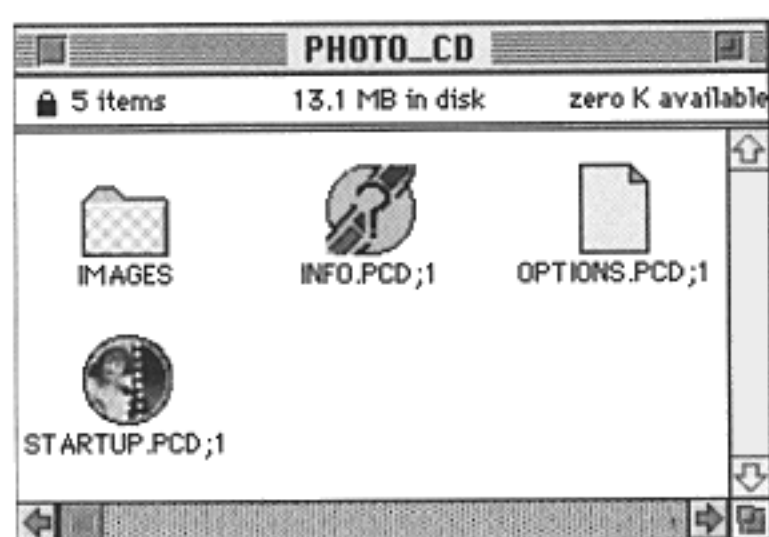 PHOTO_CD
5 items 13.1 MB in disk zero K available
IMAGES INFO.PCD;1 OPTIONS.PCD;1
STARTUP.PCD;1